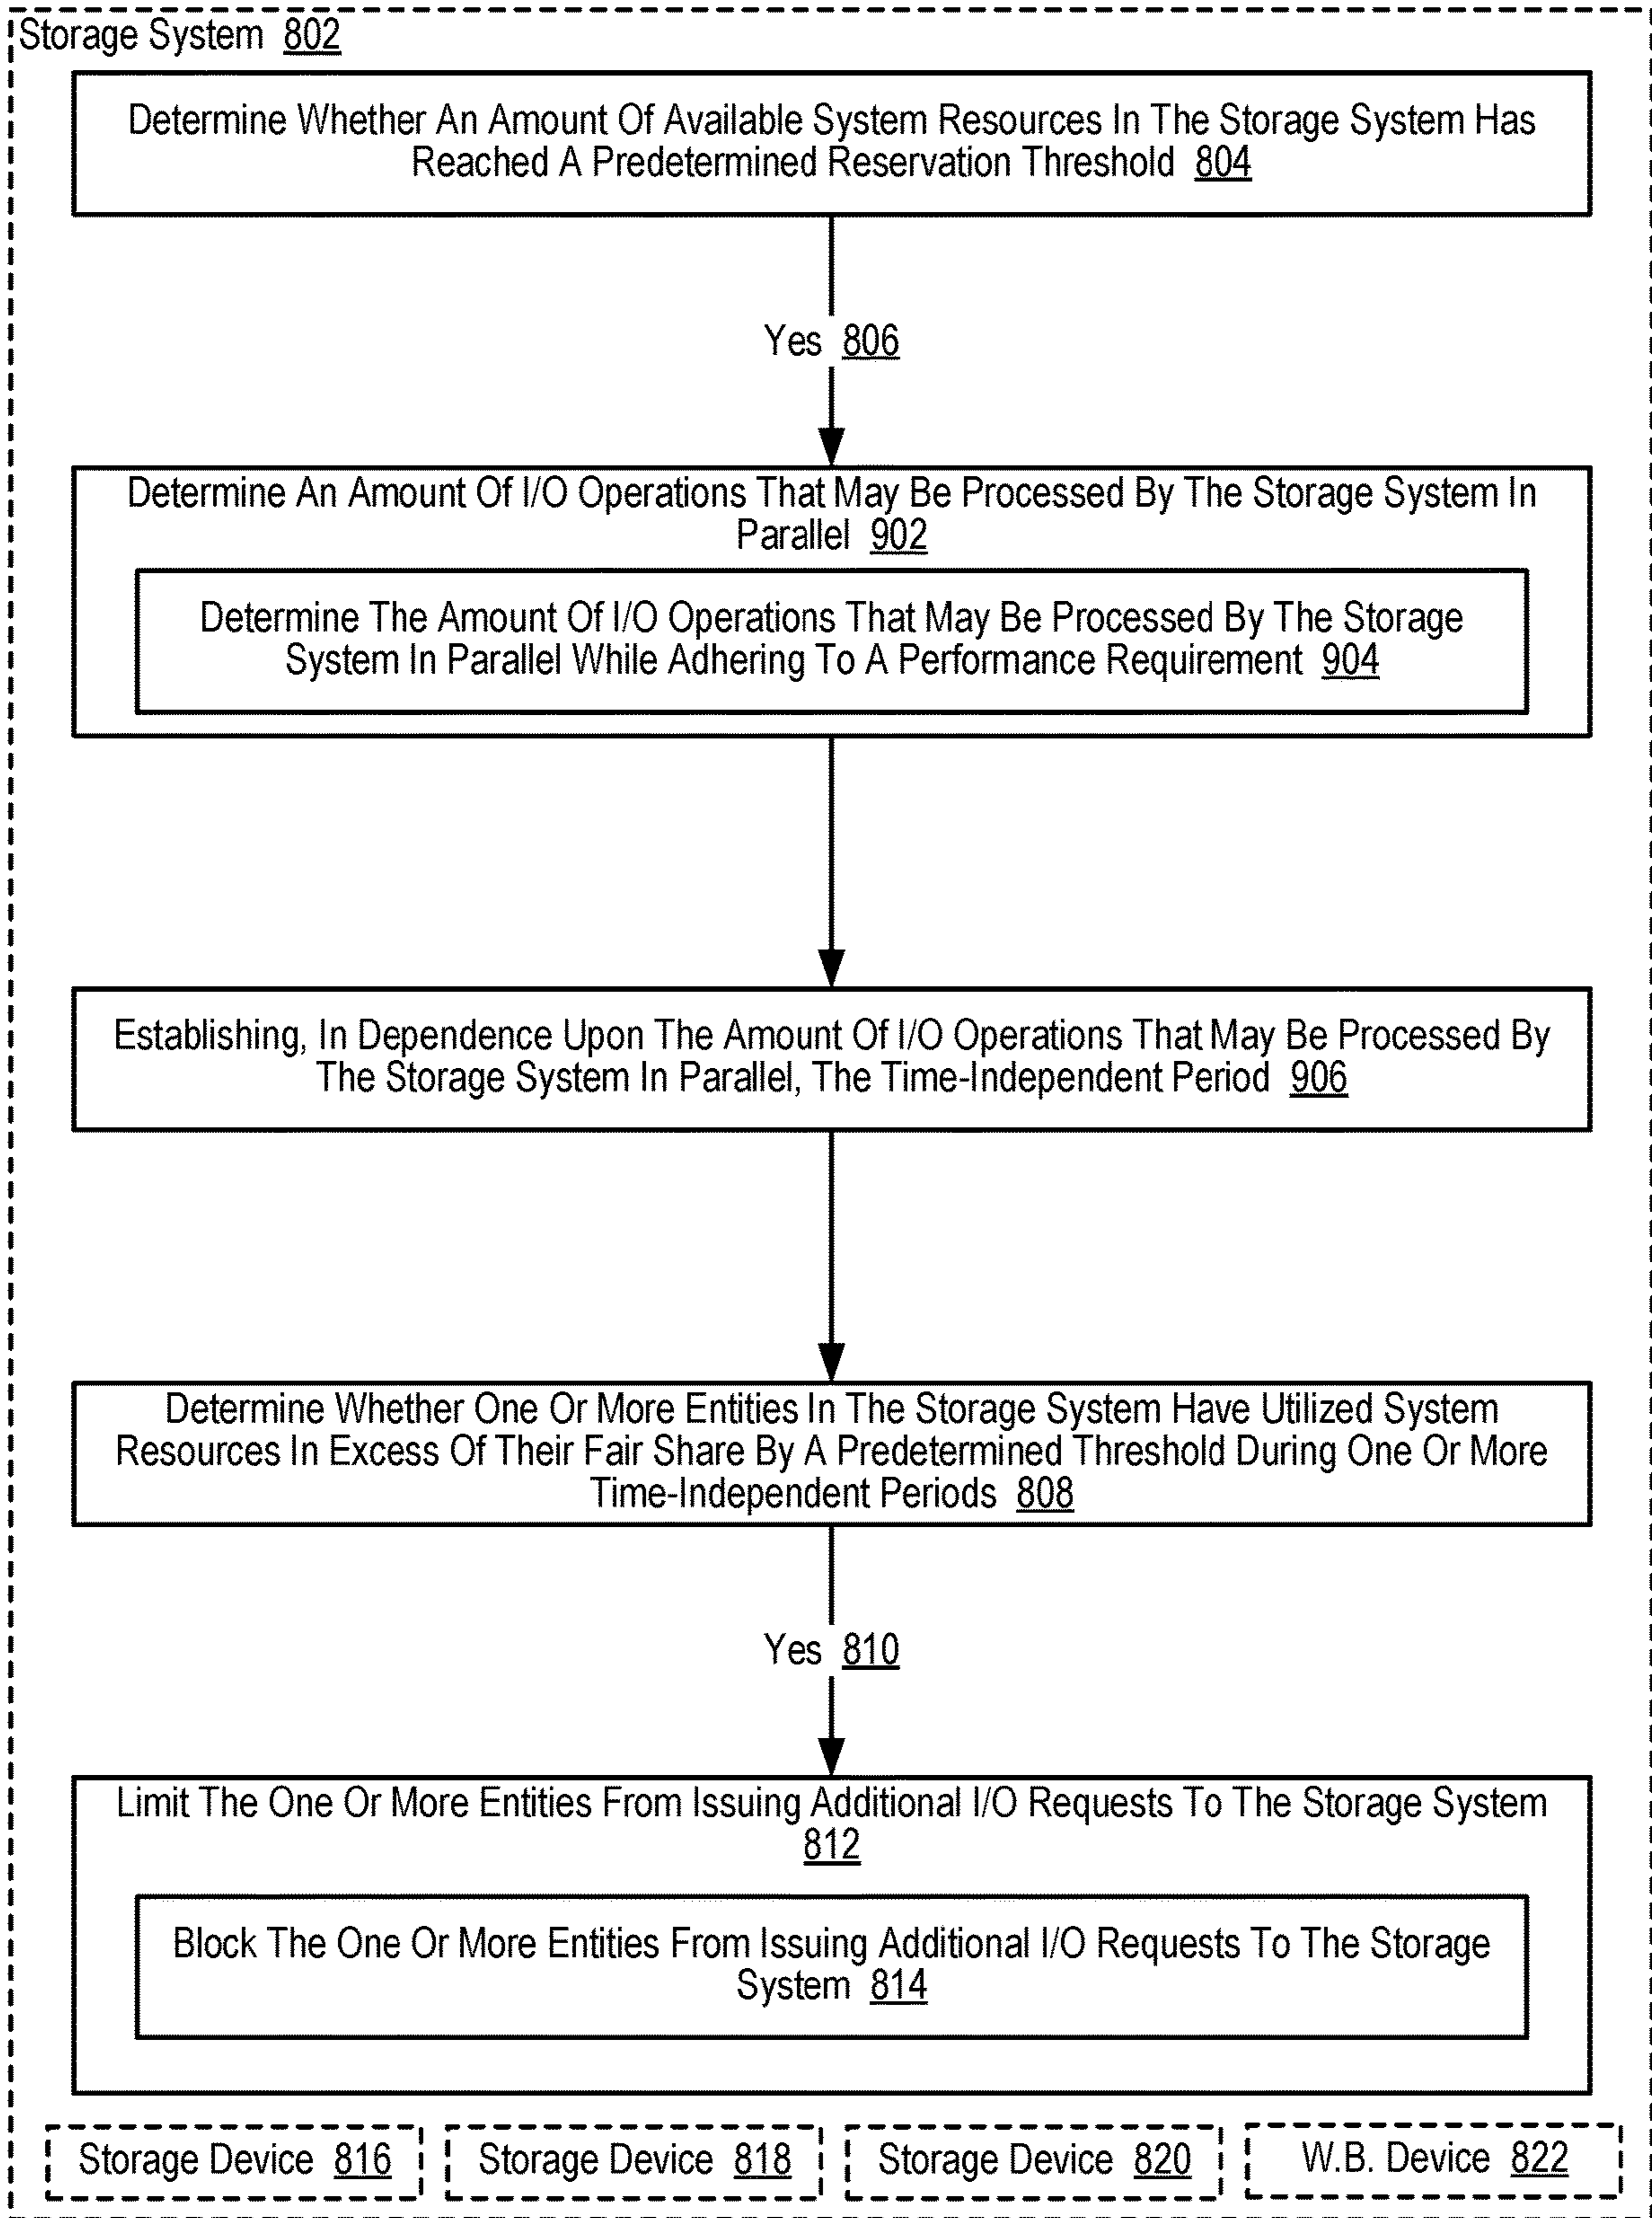 Storage System 802
Determine Whether An Amount Of Available System Resources In The Storage System Has
Reached A Predetermined Reservation Threshold 804
Yes 806
Determine An Amount Of I/O Operations That May Be Processed By The Storage System In
Parallel 902
Determine The Amount Of I/O Operations That May Be Processed By The Storage
System In Parallel While Adhering To A Performance Requirement 904
Establishing, In Dependence Upon The Amount Of I/O Operations That May Be Processed By
The Storage System In Parallel, The Time-Independent Period 906
Determine Whether One Or More Entities In The Storage System Have Utilized System
Resources In Excess Of Their Fair Share By A Predetermined Threshold During One Or More
Time-Independent Periods 808
Yes 810
Limit The One Or More Entities From Issuing Additional I/O Requests To The Storage System
812
Block The One Or More Entities From Issuing Additional I/O Requests To The Storage
System 814
Storage Device 816
Storage Device 818
Storage Device 820
W.B. Device 822